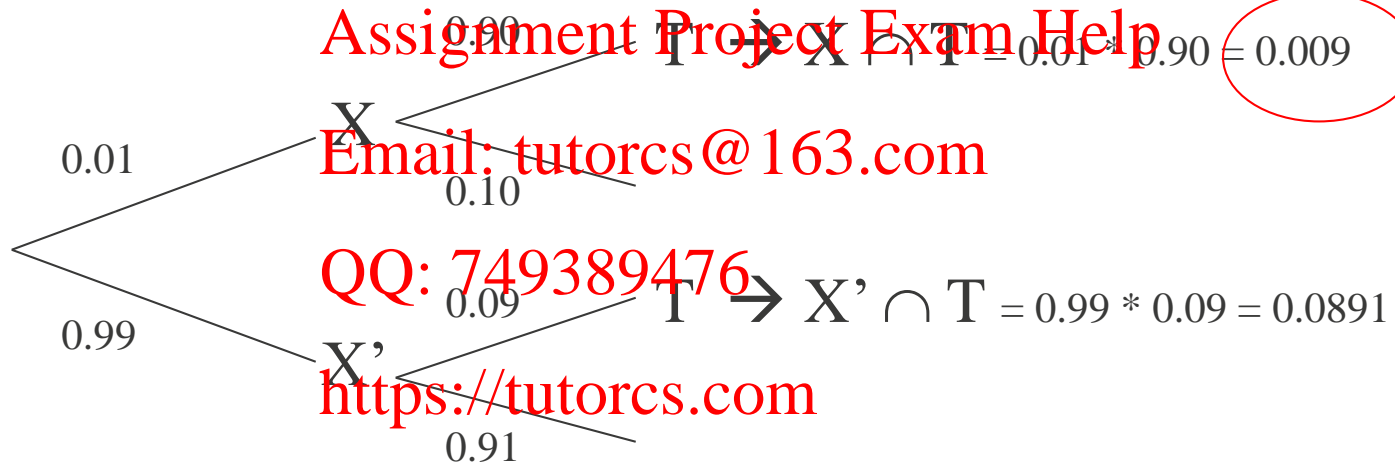 Assignment Project Exam Help
0.90
T → X ∩ T = 0.01 * 0.90 = 0.009
X
0.01
Email: tutorcs@163.com
0.10
QQ: 749389476
0.09
T → X’ ∩ T = 0.99 * 0.09 = 0.0891
0.99
X’
https://tutorcs.com
0.91